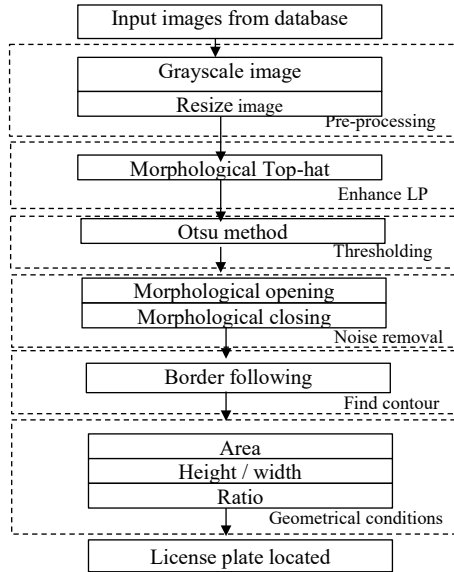 Input images from database
Grayscale image
Resize image
Pre-processing
Morphological Top-hat
Enhance LP
Otsu method
Thresholding
Morphological opening
Morphological closing
Noise removal
Border following
Find contour
Area
Height / width
Ratio
Geometrical conditions
License plate located